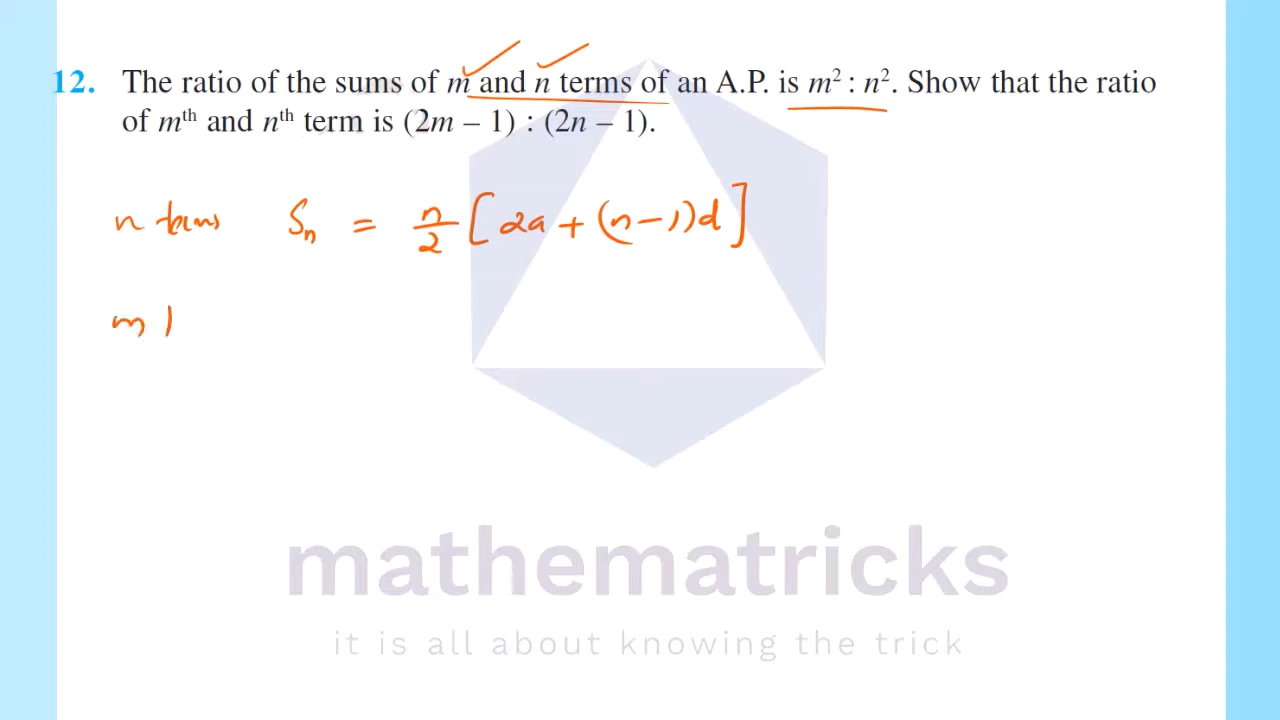 12. The ratio of the sums of m and n terms of an A.P. is m² : n². Show that the ratio
of mᵗʰ and nᵗʰ term is (2m – 1) : (2n – 1).
n terms Sₙ = n/2 [2a + (n-1)d]
m
mathematricks
it is all about knowing the trick